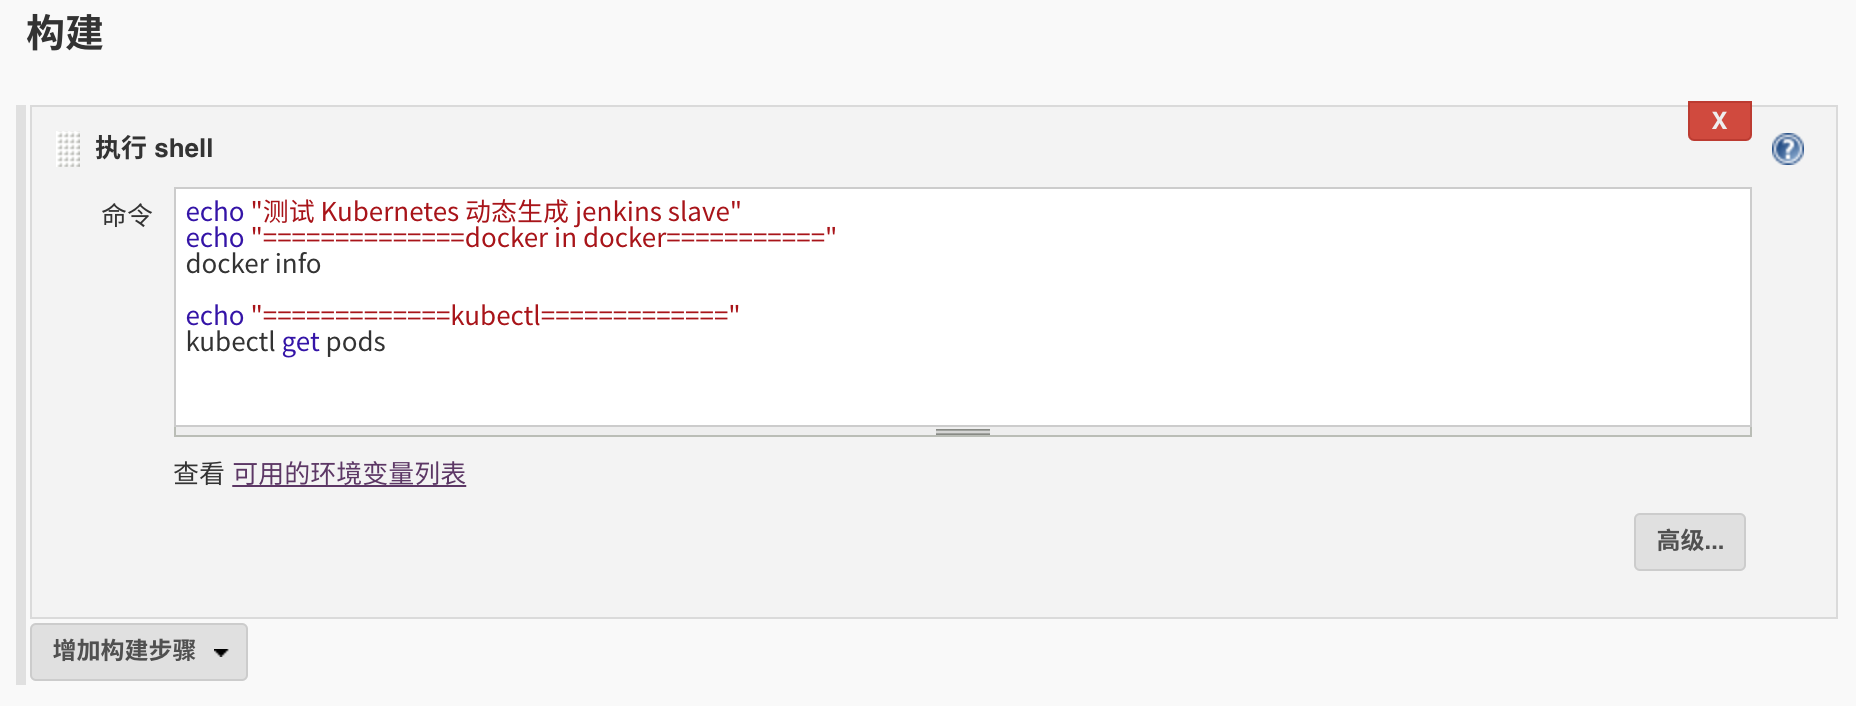 构建
X
执行 shell
命令
echo "测试 Kubernetes 动态生成 jenkins slave"
echo "==============docker in docker==========="
docker info
echo "=============kubectl============="
kubectl get pods
查看 可用的环境变量列表
高级...
增加构建步骤